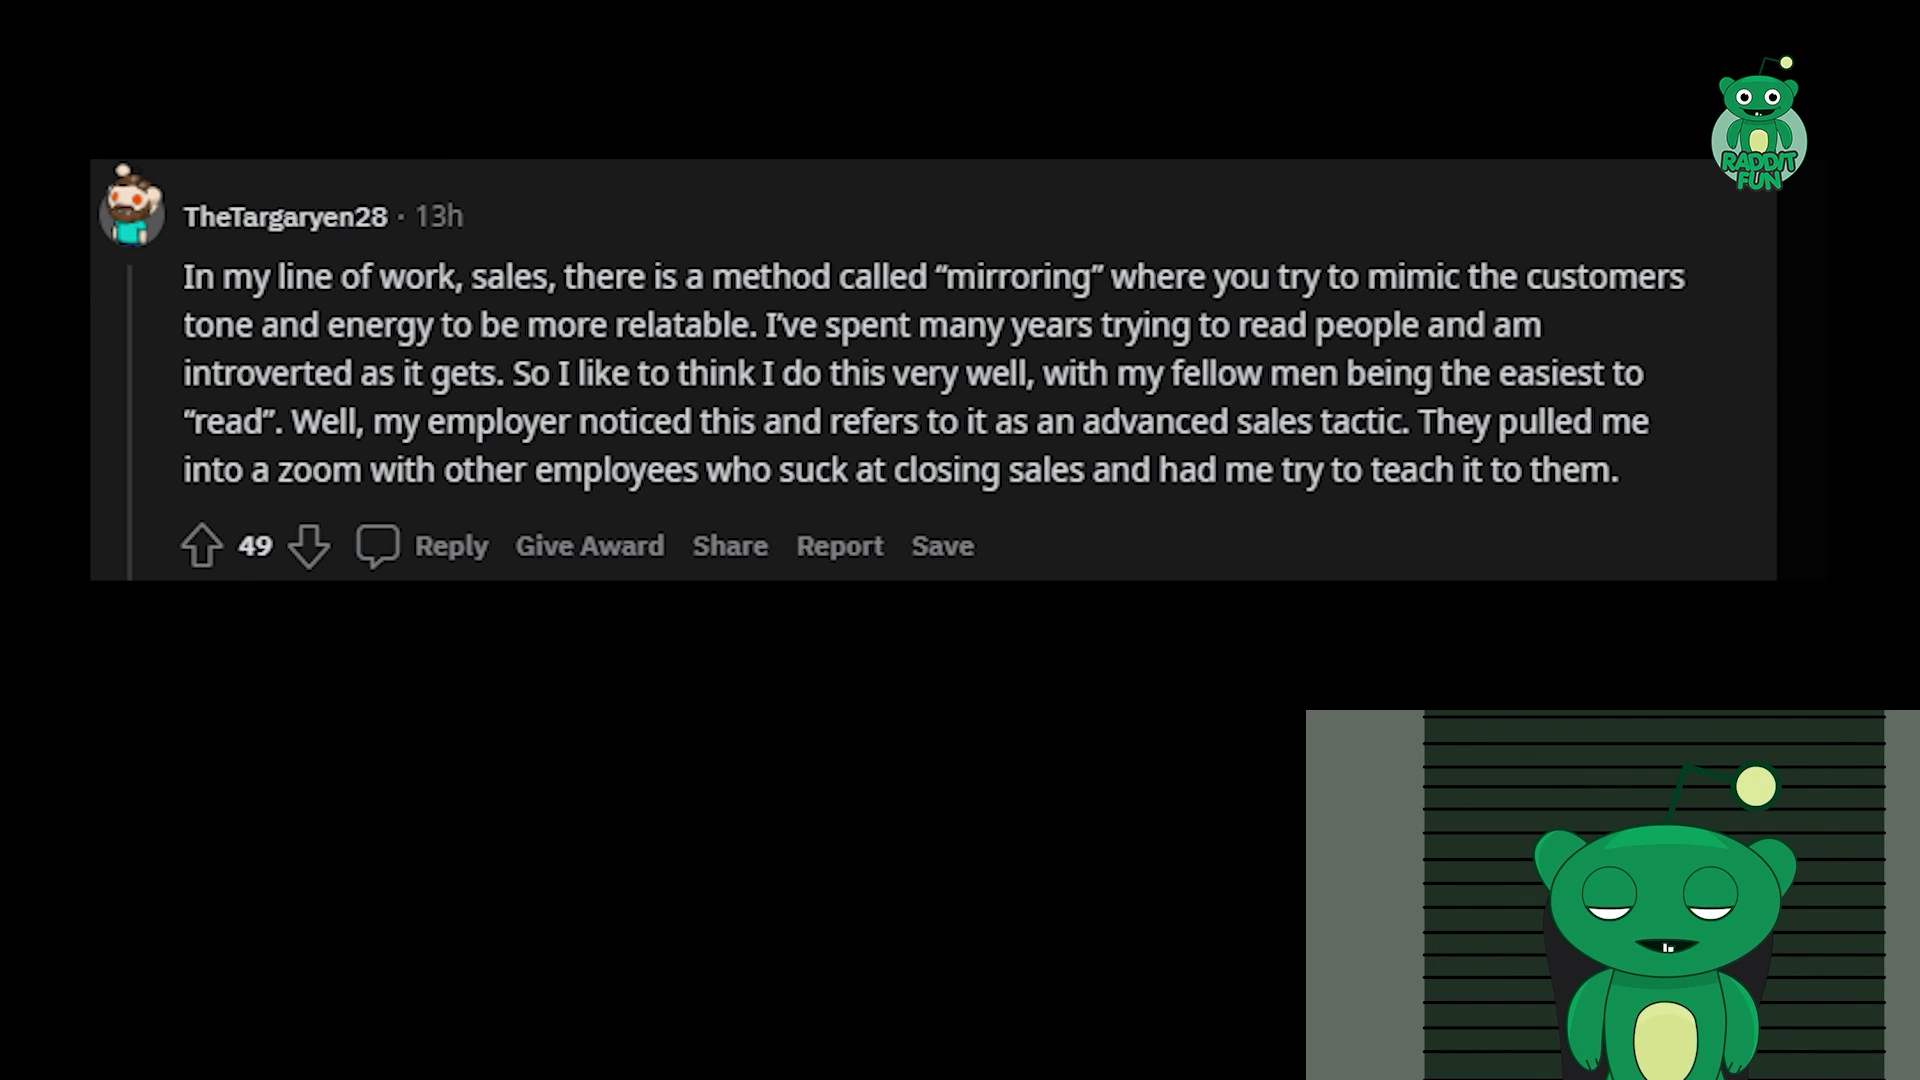 RADDIT
FUN
TheTargaryen28 · 13h
In my line of work, sales, there is a method called “mirroring” where you try to mimic the customers
tone and energy to be more relatable. I’ve spent many years trying to read people and am
introverted as it gets. So I like to think I do this very well, with my fellow men being the easiest to
“read”. Well, my employer noticed this and refers to it as an advanced sales tactic. They pulled me
into a zoom with other employees who suck at closing sales and had me try to teach it to them.
49 Reply Give Award Share Report Save